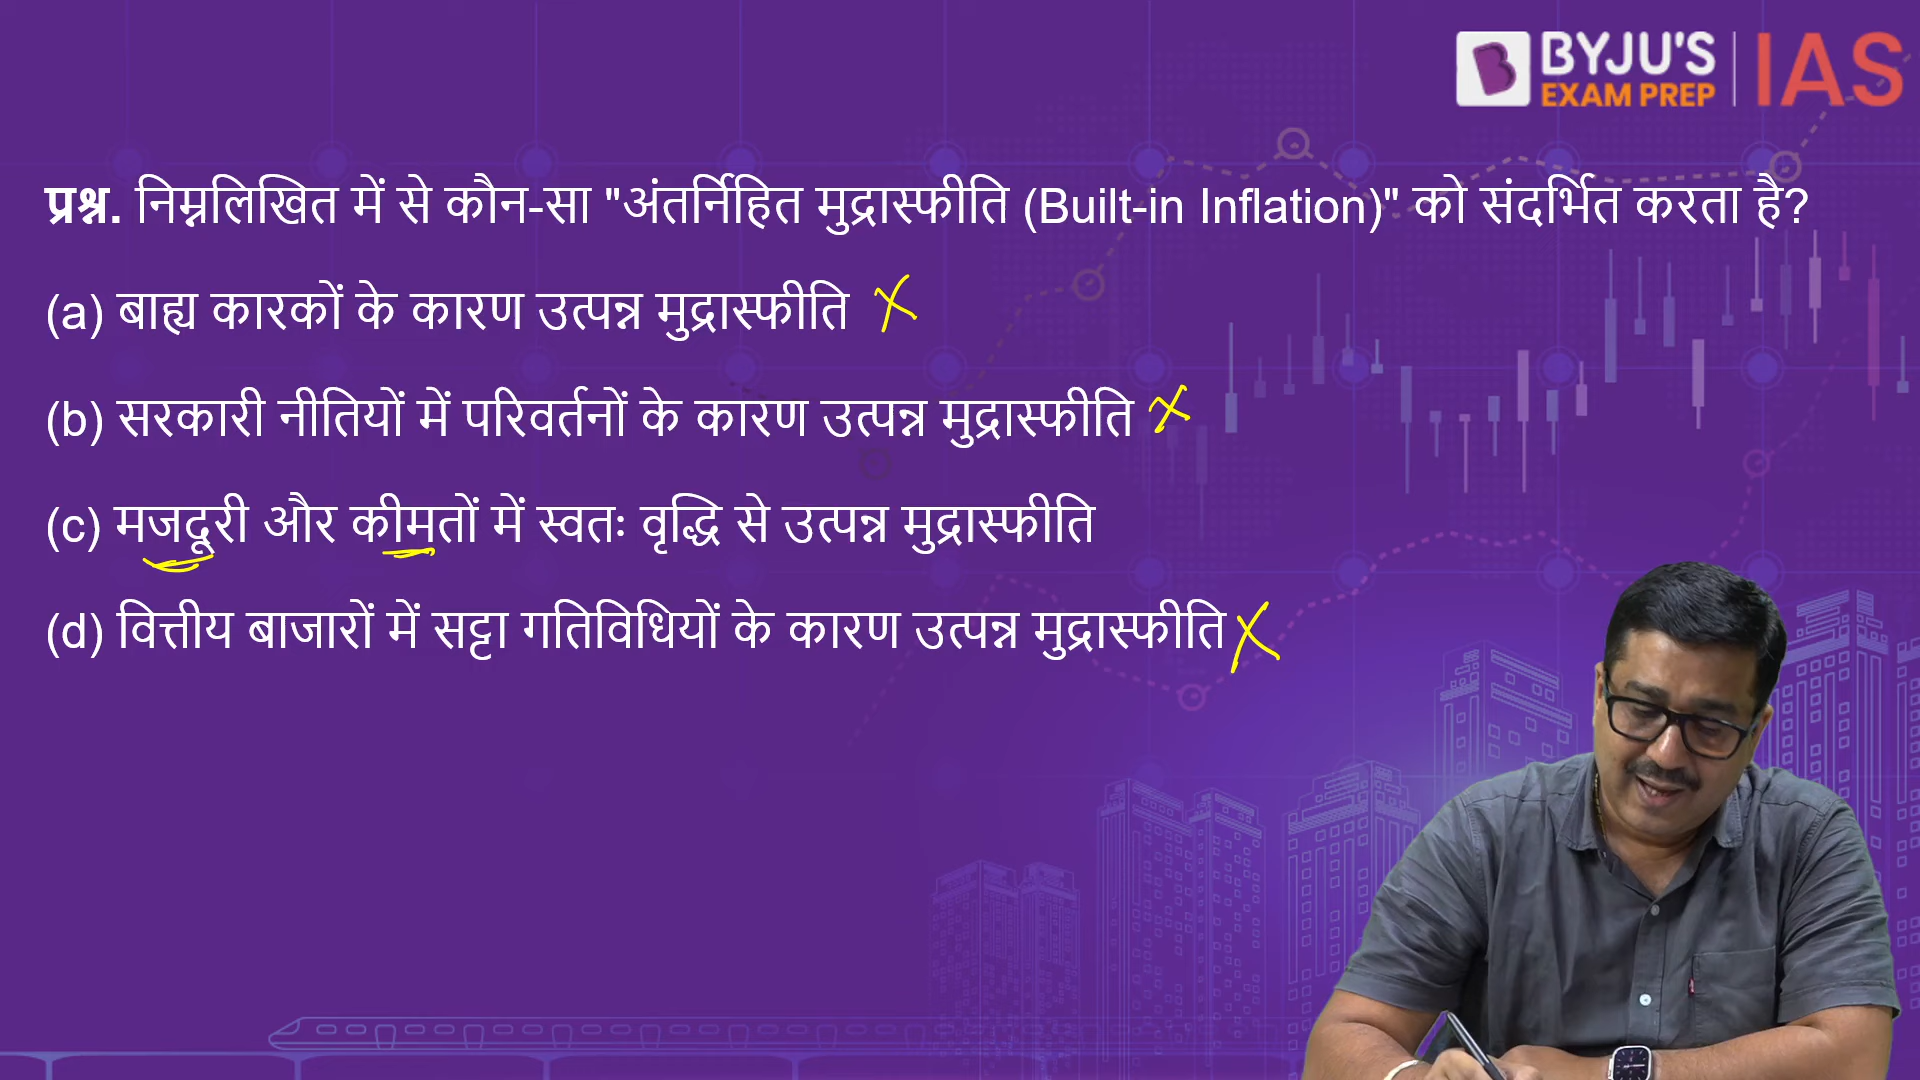 BYJU'S
EXAM PREP
IAS
प्रश्न. निम्नलिखित में से कौन-सा "अंतर्निहित मुद्रास्फीति (Built-in Inflation)" को संदर्भित करता है?
(a) बाह्य कारकों के कारण उत्पन्न मुद्रास्फीति
(b) सरकारी नीतियों में परिवर्तनों के कारण उत्पन्न मुद्रास्फीति
(c) मजदूरी और कीमतों में स्वतः वृद्धि से उत्पन्न मुद्रास्फीति
(d) वित्तीय बाजारों में सट्टा गतिविधियों के कारण उत्पन्न मुद्रास्फीति